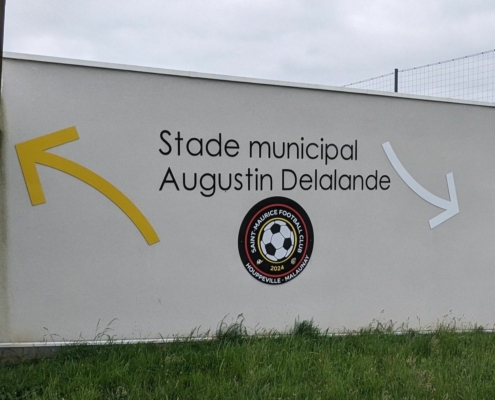 Stade municipal
Augustin Delalande
SAINT-MAURICE FOOTBALL CLUB
2024
HOUPPEVILLE - MALAUNAY